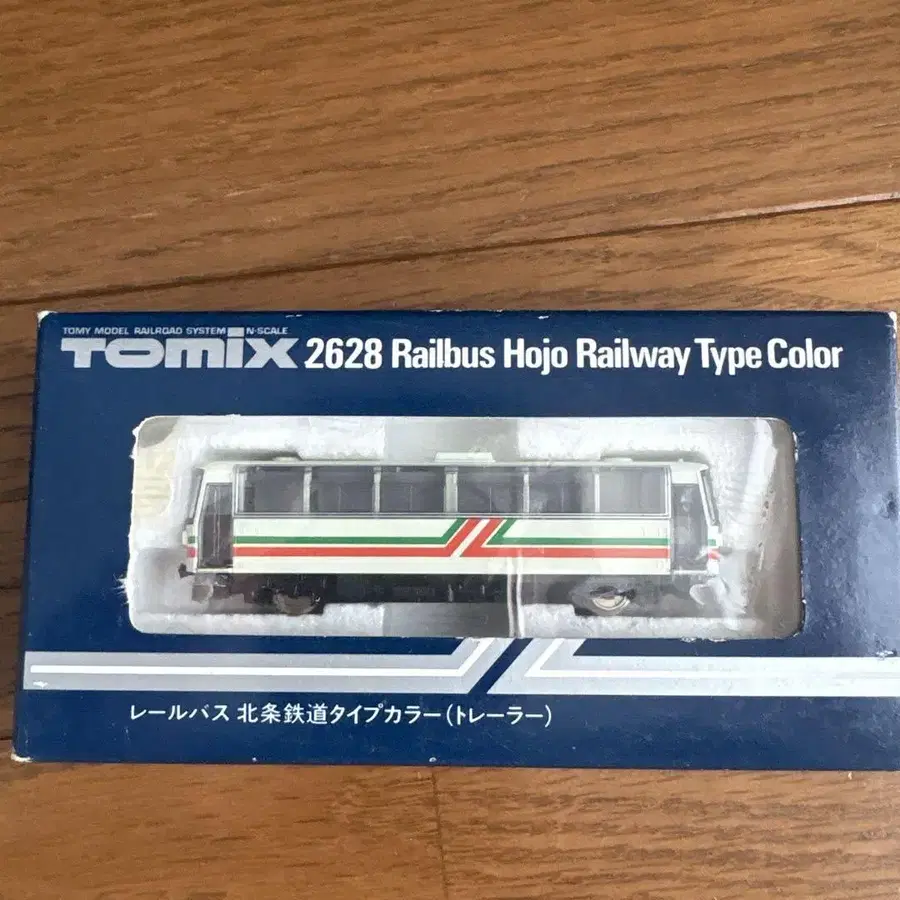 TOMY MODEL RAILROAD SYSTEM N-SCALE
TOMIX 2628 Railbus Hojo Railway Type Color
レールバス 北条鉄道タイプカラー(トレーラー)